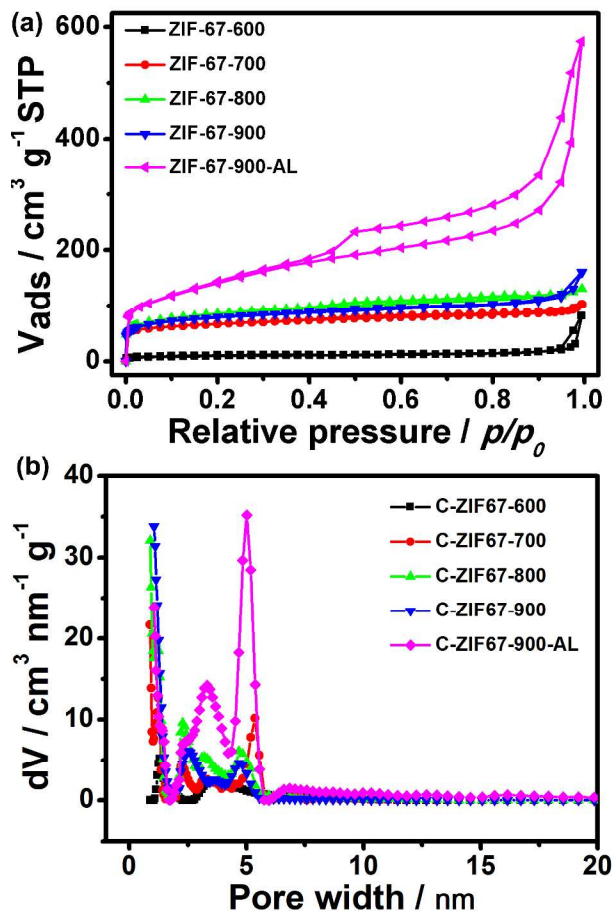 (a)
600
400
200
0
Vads / cm³ g⁻¹ STP
ZIF-67-600
ZIF-67-700
ZIF-67-800
ZIF-67-900
ZIF-67-900-AL
0.0 0.2 0.4 0.6 0.8 1.0
Relative pressure / p/p₀
(b)
40
30
20
10
0
dV / cm³ nm⁻¹ g⁻¹
C-ZIF67-600
C-ZIF67-700
C-ZIF67-800
C-ZIF67-900
C-ZIF67-900-AL
0 5 10 15 20
Pore width / nm